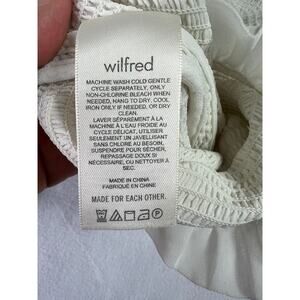 wilfred
MACHINE WASH COLD GENTLE
CYCLE SEPARATELY, ONLY
NON-CHLORINE BLEACH WHEN
NEEDED, HANG TO DRY. COOL
IRON ONLY IF NEEDED, OR DRY
CLEAN.
LAVER SÉPARÉMENT À LA
MACHINE À L'EAU FROIDE AU
CYCLE DÉLICAT, UTILISER
SEULEMENT UN JAVELLISANT
SANS CHLORE AU BESOIN,
SUSPENDRE POUR SÉCHER.
REPASSAGE DOUX SI
NÉCESSAIRE, OU NETTOYER À
SEC.
MADE IN CHINA
FABRIQUÉ EN CHINE
MADE FOR EACH OTHER.